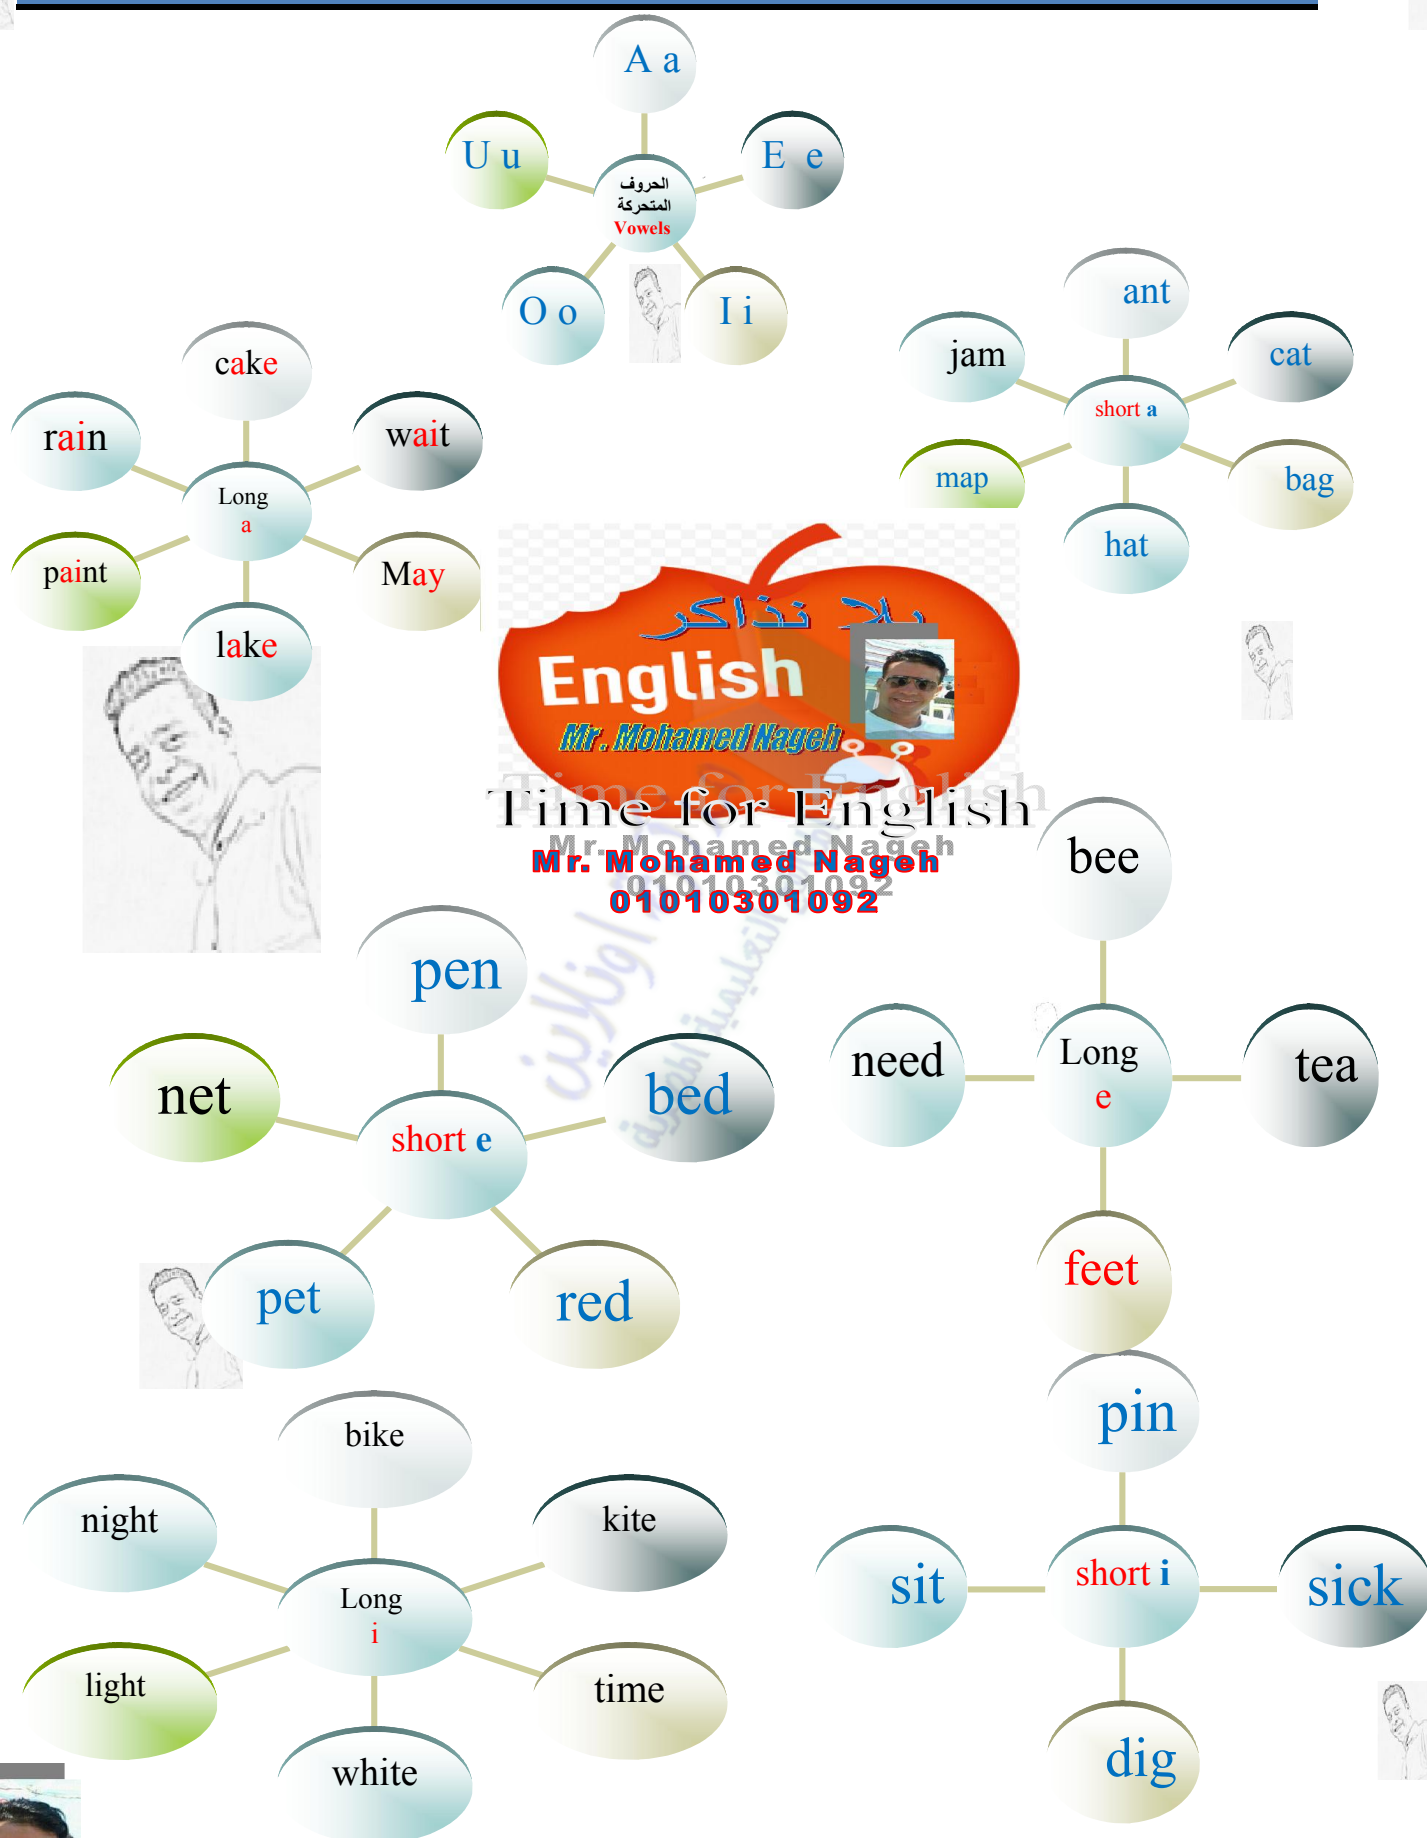 A a
U u
E e
الحروف
المتحركة
Vowels
O o
I i
cake
rain
wait
Long
a
paint
May
lake
ant
jam
cat
short a
map
bag
hat
يلا نذاكر
English
Mr. Mohamed Nageh
Time for English
Mr. Mohamed Nageh
01010301092
pen
net
bed
short e
pet
red
bee
need
Long
e
tea
feet
bike
night
kite
Long
i
light
time
white
pin
sit
short i
sick
dig